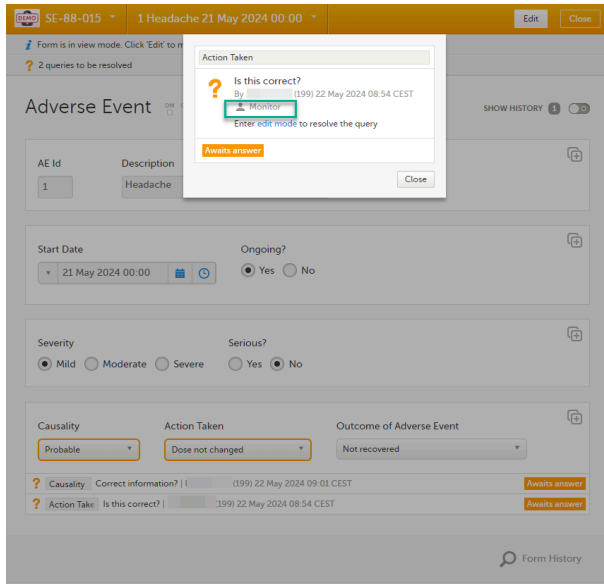 DEMO SE-88-015 1 Headache 21 May 2024 00:00 Edit Close
Form is in view mode. Click 'Edit' to
2 queries to be resolved
Action Taken
Is this correct?
By (199) 22 May 2024 08:54 CEST
Monitor
Enter edit mode to resolve the query
Awaits answer
Close
Adverse Event SHOW HISTORY 1
AE Id Description
1 Headache
Start Date Ongoing?
21 May 2024 00:00 Yes No
Severity Serious?
Mild Moderate Severe Yes No
Causality Action Taken Outcome of Adverse Event
Probable Dose not changed Not recovered
? Causality Correct information? | (199) 22 May 2024 09:01 CEST Awaits answer
? Action Take Is this correct? | (199) 22 May 2024 08:54 CEST Awaits answer
Form History